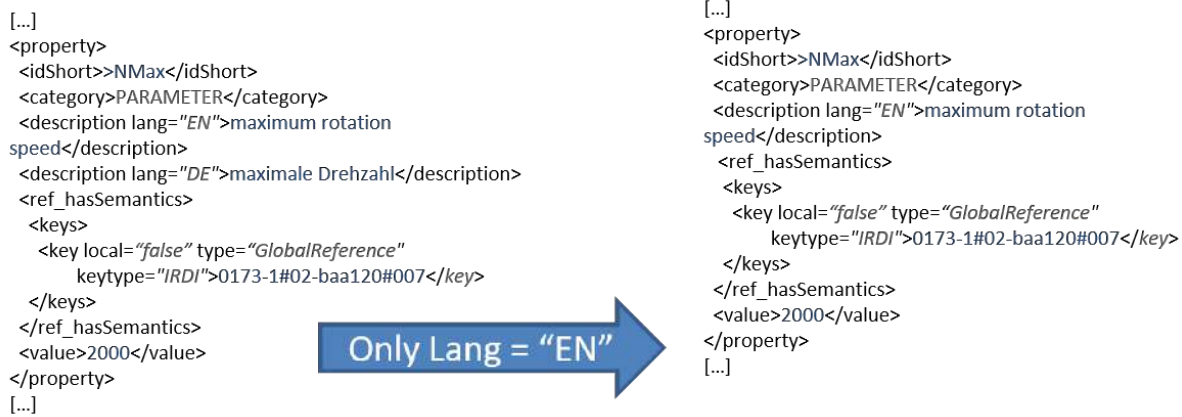 [...]
<property>
<idShort>>NMax</idShort>
<category>PARAMETER</category>
<description lang="EN">maximum rotation
speed</description>
<description lang="DE">maximale Drehzahl</description>
<ref_hasSemantics>
<keys>
<key local=“false” type=“GlobalReference"
keytype="IRDI">0173-1#02-baa120#007</key>
</keys>
</ref_hasSemantics>
<value>2000</value>
</property>
[...]
Only Lang = “EN”
[...]
<property>
<idShort>>NMax</idShort>
<category>PARAMETER</category>
<description lang="EN">maximum rotation
speed</description>
<ref_hasSemantics>
<keys>
<key local=“false” type=“GlobalReference"
keytype="IRDI">0173-1#02-baa120#007</key>
</keys>
</ref_hasSemantics>
<value>2000</value>
</property>
[...]